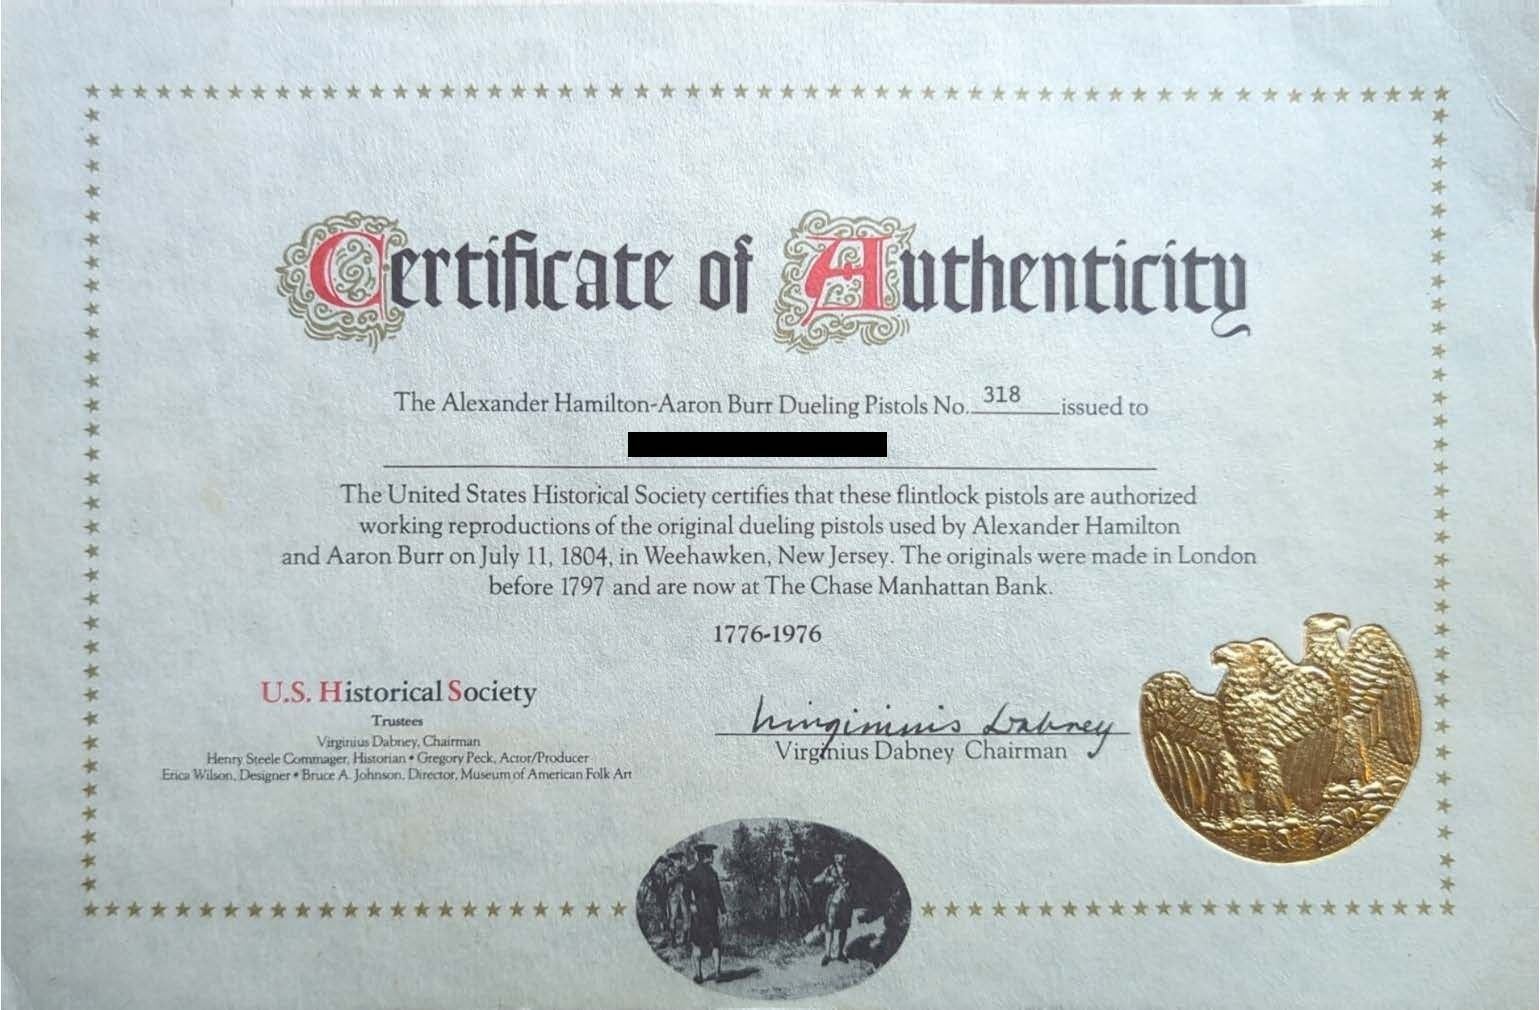 Certificate of Authenticity
The Alexander Hamilton-Aaron Burr Dueling Pistols No. 318 issued to
The United States Historical Society certifies that these flintlock pistols are authorized
working reproductions of the original dueling pistols used by Alexander Hamilton
and Aaron Burr on July 11, 1804, in Weehawken, New Jersey. The originals were made in London
before 1797 and are now at The Chase Manhattan Bank.
1776-1976
U.S. Historical Society
Trustees
Virginius Dabney, Chairman
Henry Steele Commager, Historian • Gregory Peck, Actor/Producer
Erica Wilson, Designer • Bruce A. Johnson, Director, Museum of American Folk Art
Virginius Dabney
Virginius Dabney Chairman